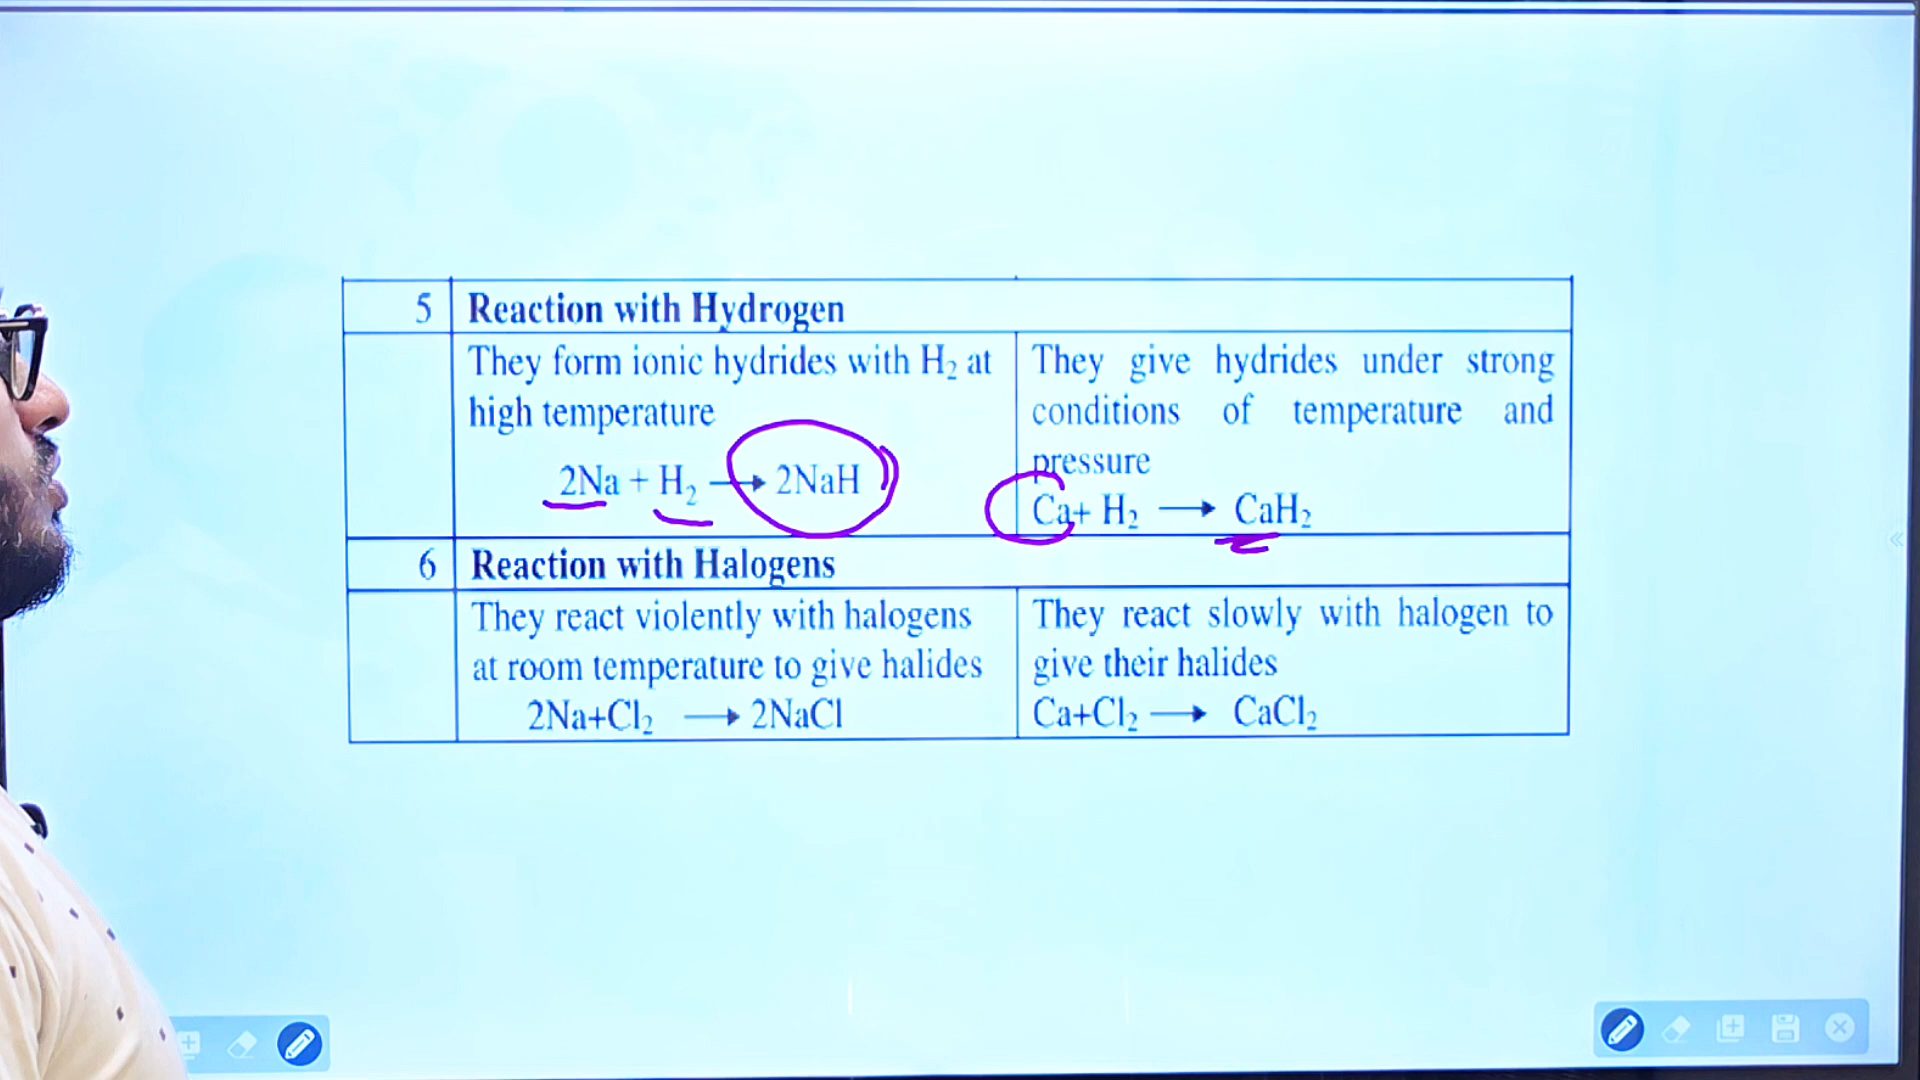 5 Reaction with Hydrogen
They form ionic hydrides with H₂ at
high temperature
2Na + H₂ ⟶ 2NaH
They give hydrides under strong
conditions of temperature and
pressure
Ca+ H₂ ⟶ CaH₂
6 Reaction with Halogens
They react violently with halogens
at room temperature to give halides
2Na+Cl₂ ⟶ 2NaCl
They react slowly with halogen to
give their halides
Ca+Cl₂ ⟶ CaCl₂